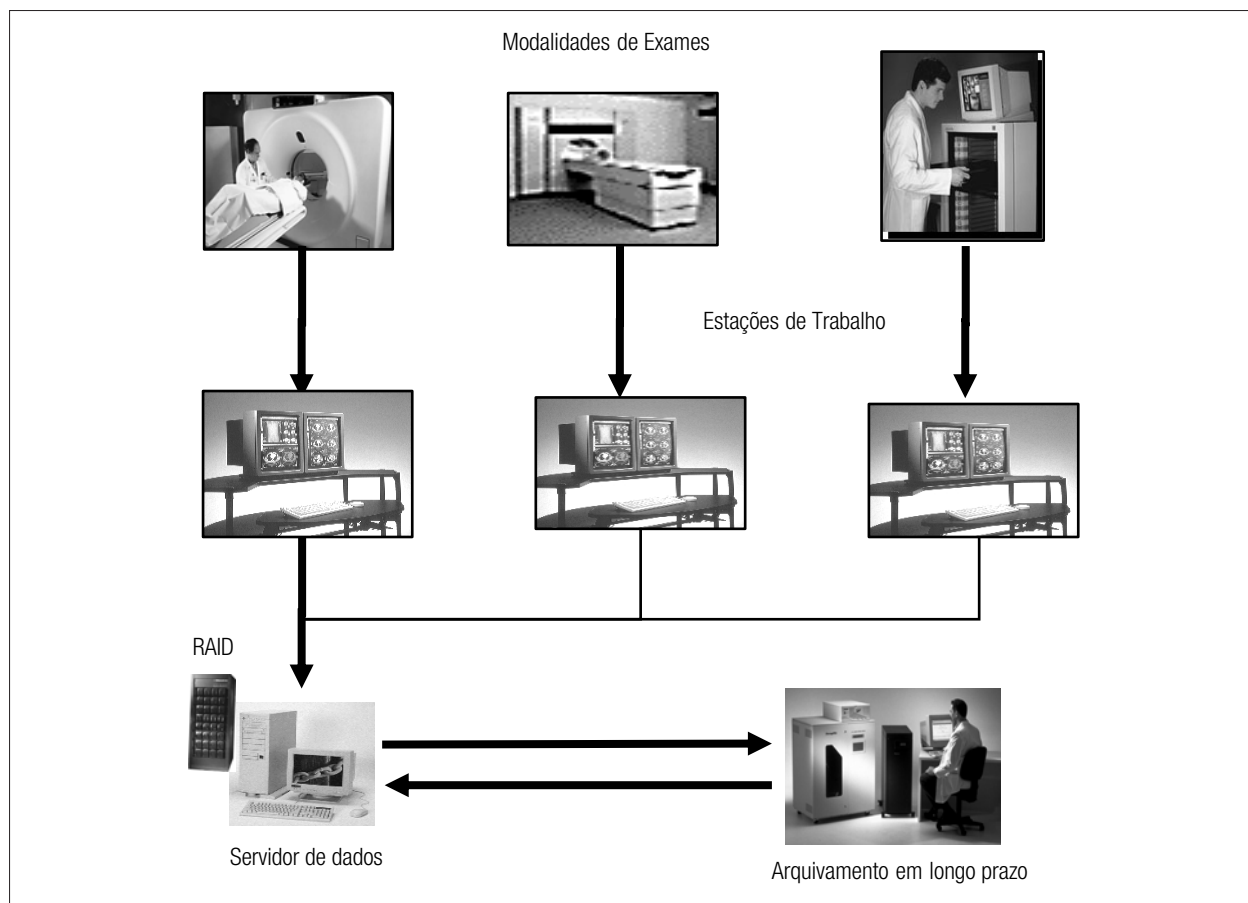 Modalidades de Exames
Estações de Trabalho
RAID
Servidor de dados
Arquivamento em longo prazo